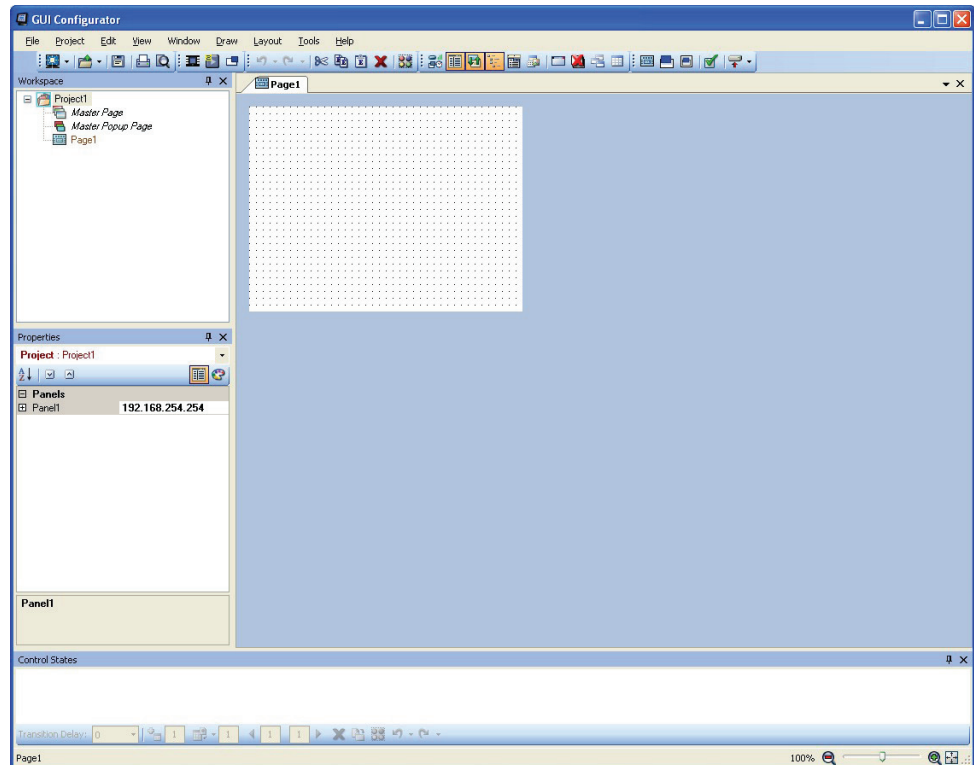 GUI Configurator
File Project Edit View Window Draw Layout Tools Help
Workspace
Page1
Project1
Master Page
Master Popup Page
Page1
Properties
Project : Project1
Panels
Panel1 192.168.254.254
Panel1
Control States
Transition Delay: 0 1 1 1 1
Page1 100%